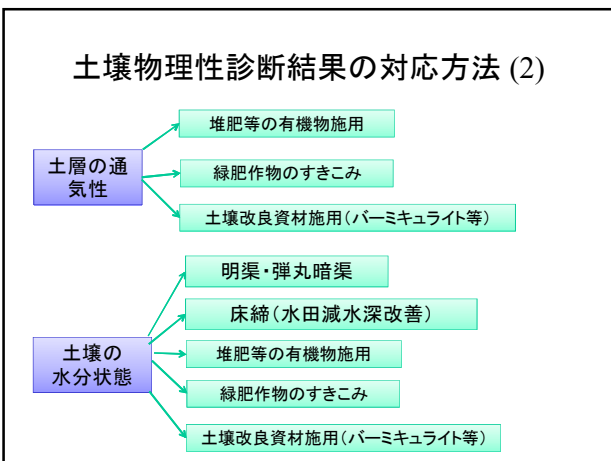 土壌物理性診断結果の対応方法 (2)
堆肥等の有機物施用
土層の通
気性
緑肥作物のすきこみ
土壌改良資材施用(バーミキュライト等)
明渠・弾丸暗渠
床締(水田減水深改善)
土壌の
水分状態
堆肥等の有機物施用
緑肥作物のすきこみ
土壌改良資材施用(バーミキュライト等)